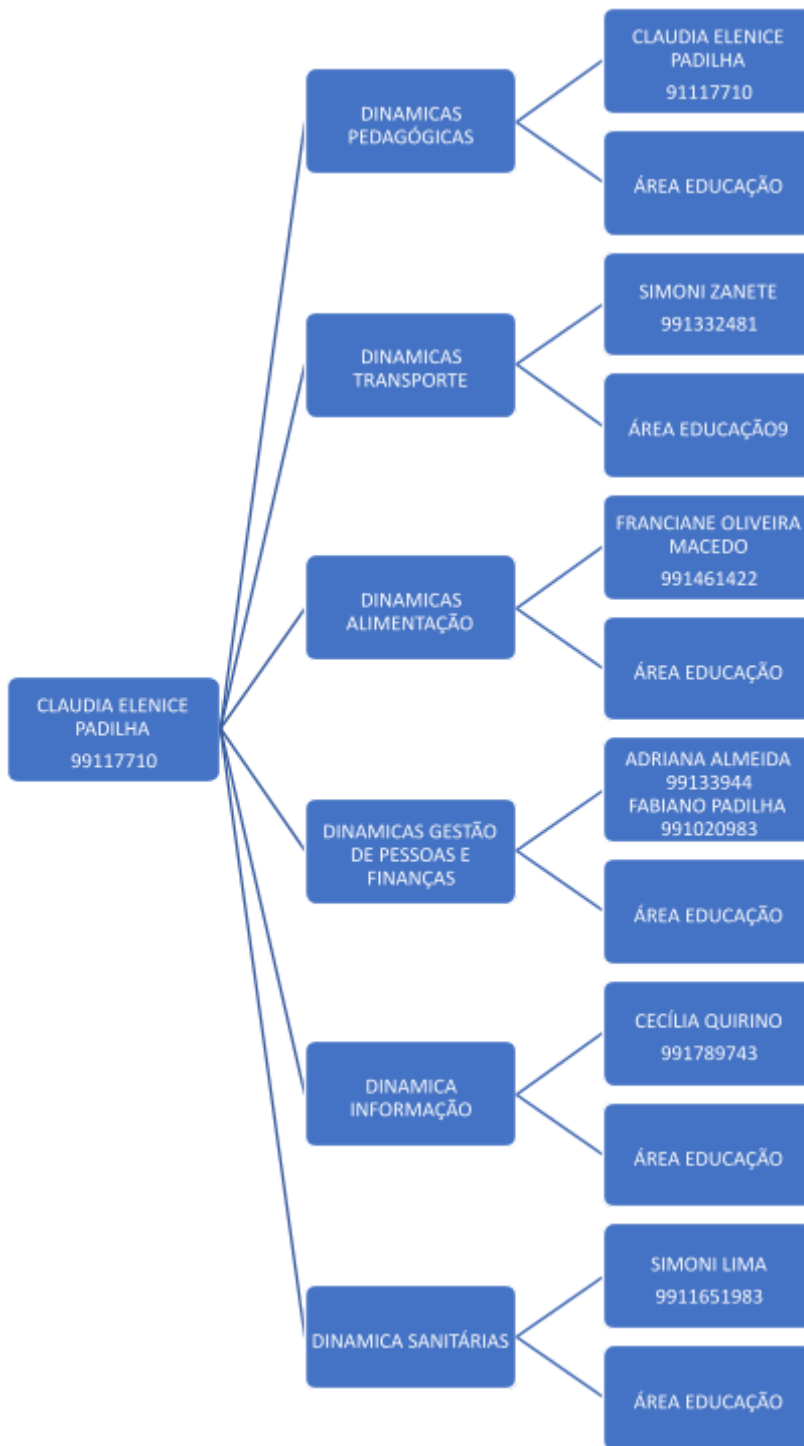 CLAUDIA ELENICE
PADILHA
99117710
DINAMICAS
PEDAGÓGICAS
CLAUDIA ELENICE
PADILHA
91117710
ÁREA EDUCAÇÃO
DINAMICAS
TRANSPORTE
SIMONI ZANETE
991332481
ÁREA EDUCAÇÃO9
DINAMICAS
ALIMENTAÇÃO
FRANCIANE OLIVEIRA
MACEDO
991461422
ÁREA EDUCAÇÃO
DINAMICAS GESTÃO
DE PESSOAS E
FINANÇAS
ADRIANA ALMEIDA
99133944
FABIANO PADILHA
991020983
ÁREA EDUCAÇÃO
DINAMICA
INFORMAÇÃO
CECÍLIA QUIRINO
991789743
ÁREA EDUCAÇÃO
DINAMICA SANITÁRIAS
SIMONI LIMA
9911651983
ÁREA EDUCAÇÃO